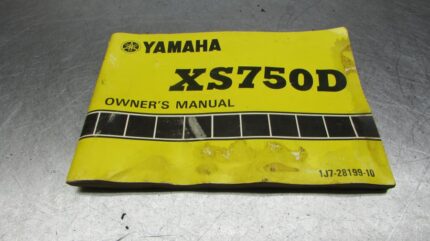 YAMAHA
XS750D
OWNER'S MANUAL
1J7-28199-10